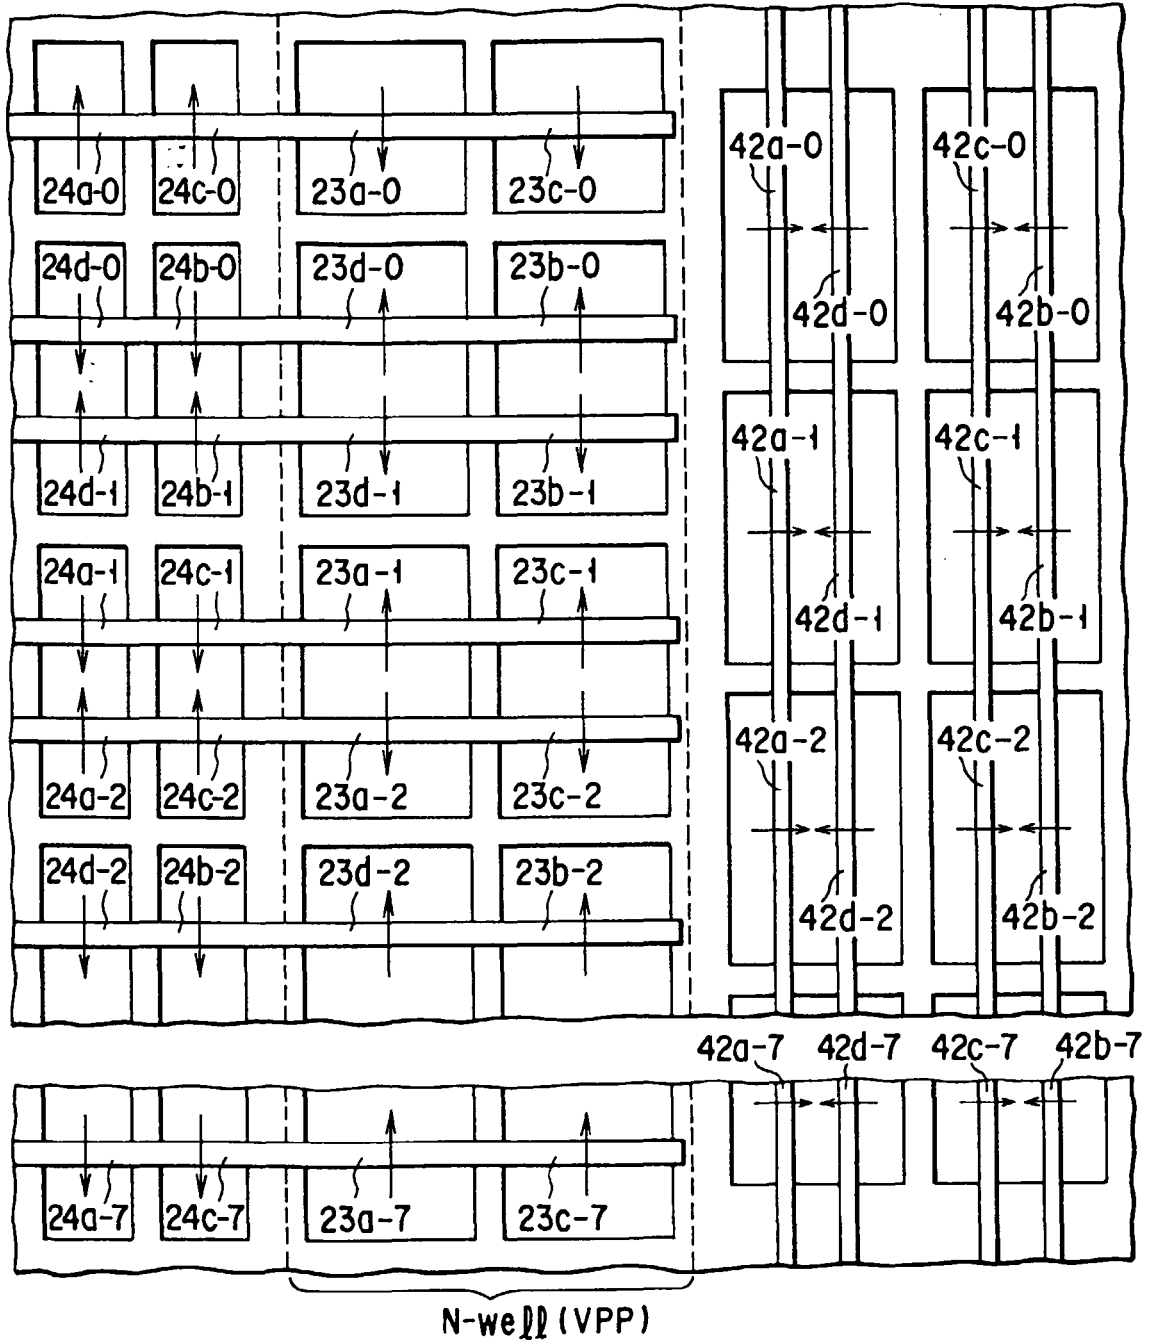 24a-0 24c-0 23a-0 23c-0
24d-0 24b-0 23d-0 23b-0
24d-1 24b-1 23d-1 23b-1
24a-1 24c-1 23a-1 23c-1
24a-2 24c-2 23a-2 23c-2
24d-2 24b-2 23d-2 23b-2
24a-7 24c-7 23a-7 23c-7
42a-0 42c-0
42d-0 42b-0
42a-1 42c-1
42d-1 42b-1
42a-2 42c-2
42d-2 42b-2
42a-7 42d-7 42c-7 42b-7
N-well (VPP)